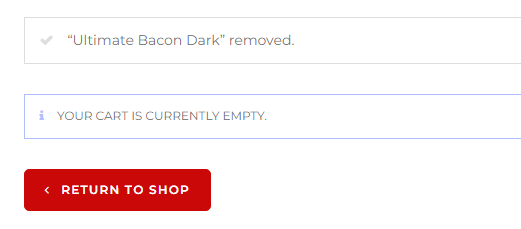 “Ultimate Bacon Dark” removed.
YOUR CART IS CURRENTLY EMPTY.
RETURN TO SHOP